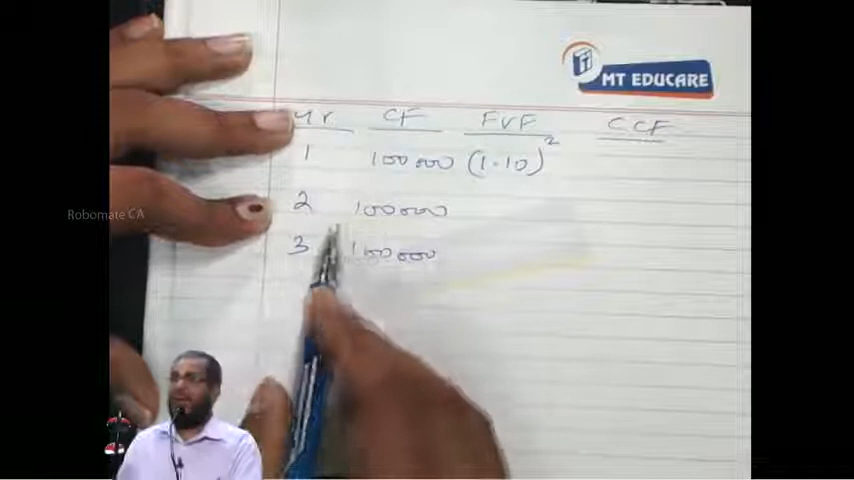 MT EDUCARE
yr CF FVF CCF
1 100000 (1.10)²
2 100000
3 100000
Robomate CA